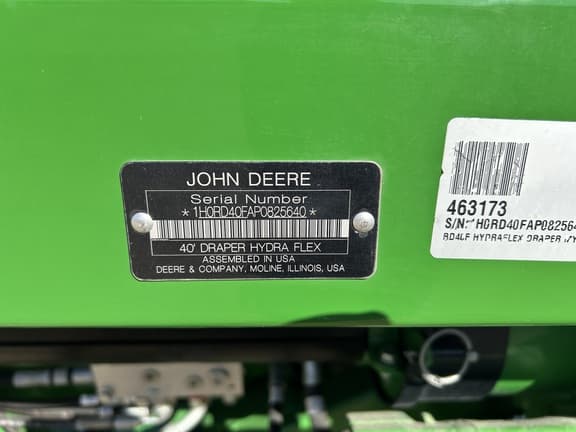 JOHN DEERE
Serial Number
*1H0RD40FAP0825640*
40' DRAPER HYDRA FLEX
ASSEMBLED IN USA
DEERE & COMPANY, MOLINE, ILLINOIS, USA
463173
S/N: 1H0RD40FAP082564
HYDRAFLEX DRAPER